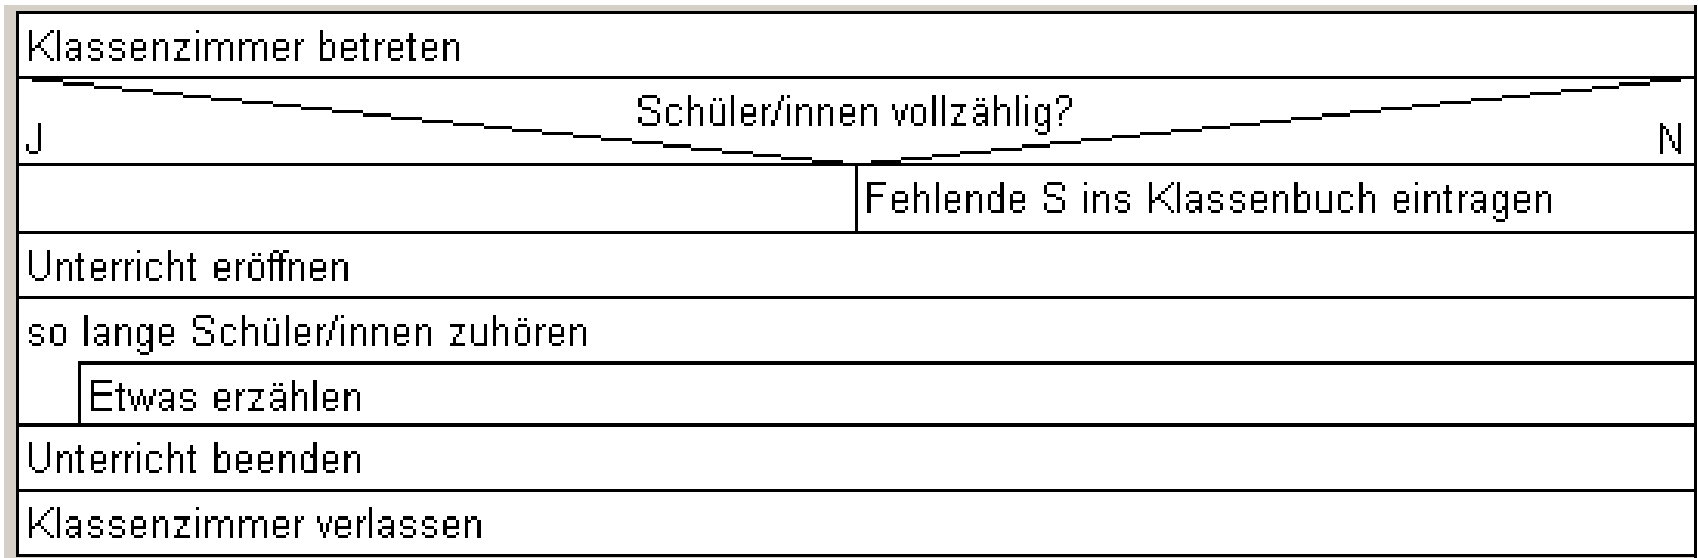 Klassenzimmer betreten
Schüler/innen vollzählig?
J
N
Fehlende S ins Klassenbuch eintragen
Unterricht eröffnen
so lange Schüler/innen zuhören
Etwas erzählen
Unterricht beenden
Klassenzimmer verlassen